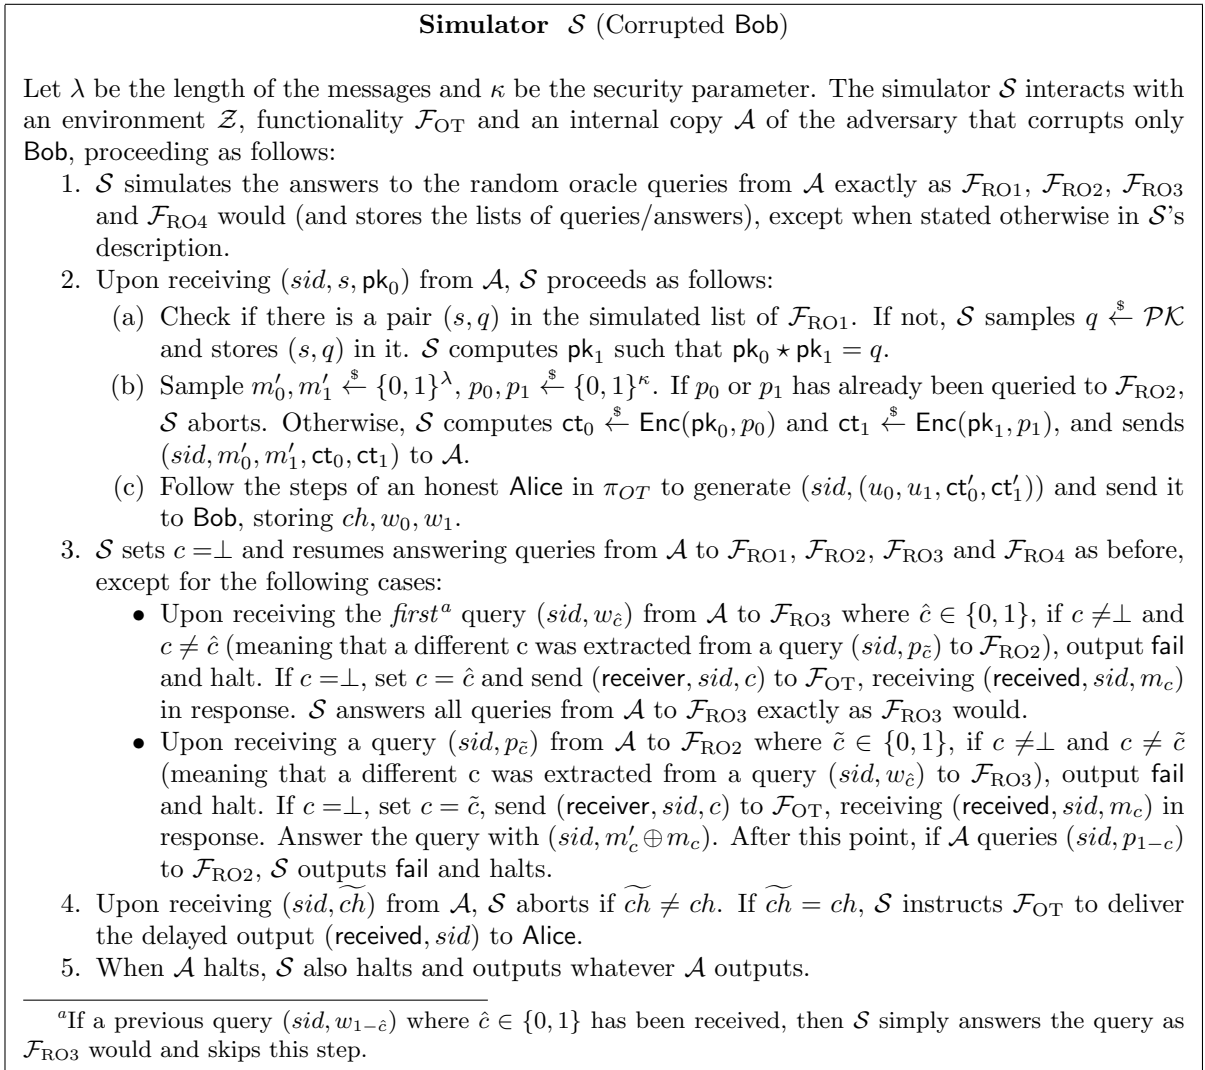 Simulator 𝒮 (Corrupted Bob)
Let λ be the length of the messages and κ be the security parameter. The simulator 𝒮 interacts with
an environment 𝒵, functionality ℱ_OT and an internal copy 𝒜 of the adversary that corrupts only
Bob, proceeding as follows:
1. 𝒮 simulates the answers to the random oracle queries from 𝒜 exactly as ℱ_RO1, ℱ_RO2, ℱ_RO3
and ℱ_RO4 would (and stores the lists of queries/answers), except when stated otherwise in 𝒮's
description.
2. Upon receiving (sid, s, pk_0) from 𝒜, 𝒮 proceeds as follows:
(a) Check if there is a pair (s, q) in the simulated list of ℱ_RO1. If not, 𝒮 samples q ←$ 𝒫𝒦
and stores (s, q) in it. 𝒮 computes pk_1 such that pk_0 ⋆ pk_1 = q.
(b) Sample m'_0, m'_1 ←$ {0, 1}^λ, p_0, p_1 ←$ {0, 1}^κ. If p_0 or p_1 has already been queried to ℱ_RO2,
𝒮 aborts. Otherwise, 𝒮 computes ct_0 ←$ Enc(pk_0, p_0) and ct_1 ←$ Enc(pk_1, p_1), and sends
(sid, m'_0, m'_1, ct_0, ct_1) to 𝒜.
(c) Follow the steps of an honest Alice in π_OT to generate (sid, (u_0, u_1, ct'_0, ct'_1)) and send it
to Bob, storing ch, w_0, w_1.
3. 𝒮 sets c =⊥ and resumes answering queries from 𝒜 to ℱ_RO1, ℱ_RO2, ℱ_RO3 and ℱ_RO4 as before,
except for the following cases:
• Upon receiving the first^a query (sid, w_ĉ) from 𝒜 to ℱ_RO3 where ĉ ∈ {0, 1}, if c ≠⊥ and
c ≠ ĉ (meaning that a different c was extracted from a query (sid, p_c̃) to ℱ_RO2), output fail
and halt. If c =⊥, set c = ĉ and send (receiver, sid, c) to ℱ_OT, receiving (received, sid, m_c)
in response. 𝒮 answers all queries from 𝒜 to ℱ_RO3 exactly as ℱ_RO3 would.
• Upon receiving a query (sid, p_c̃) from 𝒜 to ℱ_RO2 where c̃ ∈ {0, 1}, if c ≠⊥ and c ≠ c̃
(meaning that a different c was extracted from a query (sid, w_ĉ) to ℱ_RO3), output fail
and halt. If c =⊥, set c = c̃, send (receiver, sid, c) to ℱ_OT, receiving (received, sid, m_c) in
response. Answer the query with (sid, m'_c ⊕ m_c). After this point, if 𝒜 queries (sid, p_{1−c})
to ℱ_RO2, 𝒮 outputs fail and halts.
4. Upon receiving (sid, c͠h) from 𝒜, 𝒮 aborts if c͠h ≠ ch. If c͠h = ch, 𝒮 instructs ℱ_OT to deliver
the delayed output (received, sid) to Alice.
5. When 𝒜 halts, 𝒮 also halts and outputs whatever 𝒜 outputs.
^aIf a previous query (sid, w_{1−ĉ}) where ĉ ∈ {0, 1} has been received, then 𝒮 simply answers the query as
ℱ_RO3 would and skips this step.